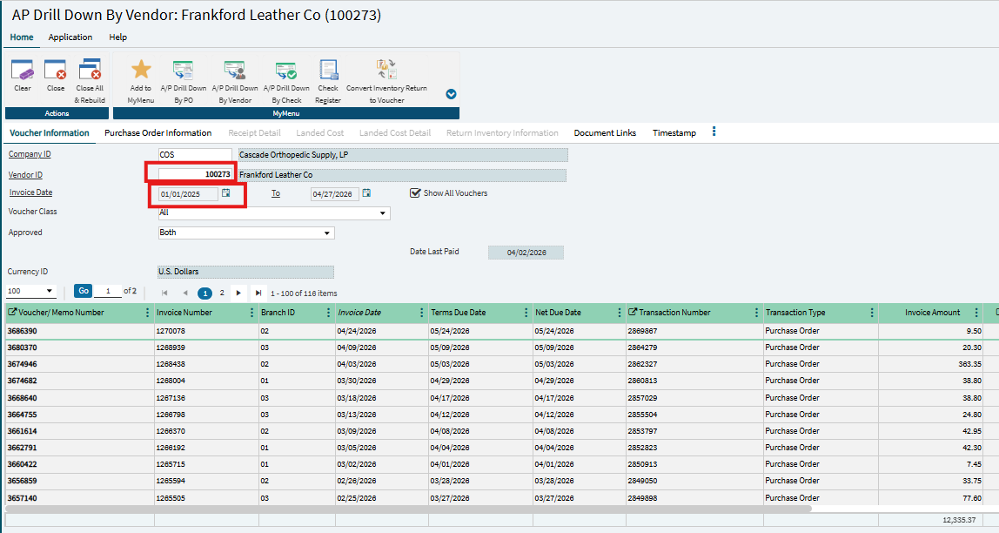 AP Drill Down By Vendor: Frankford Leather Co (100273)
Home Application Help
Clear Close Close All & Rebuild Add to MyMenu A/P Drill Down By PO A/P Drill Down By Vendor A/P Drill Down By Check Check Register Convert Inventory Return to Voucher
Actions MyMenu
Voucher Information Purchase Order Information Receipt Detail Landed Cost Landed Cost Detail Return Inventory Information Document Links Timestamp
Company ID COS Cascade Orthopedic Supply, LP
Vendor ID 100273 Frankford Leather Co
Invoice Date 01/01/2025 To 04/27/2026 Show All Vouchers
Voucher Class All
Approved Both
Date Last Paid 04/02/2026
Currency ID U.S. Dollars
100 Go 1 of 2 1 2 1 - 100 of 116 items
Voucher/ Memo Number Invoice Number Branch ID Invoice Date Terms Due Date Net Due Date Transaction Number Transaction Type Invoice Amount
3686390 1270078 02 04/24/2026 05/24/2026 05/24/2026 2869867 Purchase Order 9.50
3680370 1268939 03 04/09/2026 05/09/2026 05/09/2026 2864279 Purchase Order 20.30
3674946 1268438 02 04/03/2026 05/03/2026 05/03/2026 2862327 Purchase Order 363.35
3674682 1268004 01 03/30/2026 04/29/2026 04/29/2026 2860813 Purchase Order 38.80
3668640 1267136 03 03/18/2026 04/17/2026 04/17/2026 2857029 Purchase Order 38.80
3664755 1266798 03 03/13/2026 04/12/2026 04/12/2026 2855504 Purchase Order 24.80
3661614 1266370 02 03/09/2026 04/08/2026 04/08/2026 2853797 Purchase Order 42.95
3662791 1266192 01 03/05/2026 04/04/2026 04/04/2026 2852823 Purchase Order 42.30
3660422 1265715 01 03/02/2026 04/01/2026 04/01/2026 2850913 Purchase Order 7.45
3656859 1265594 02 02/26/2026 03/28/2026 03/28/2026 2849050 Purchase Order 33.75
3657140 1265505 03 02/25/2026 03/27/2026 03/27/2026 2849898 Purchase Order 77.60
12,335.37